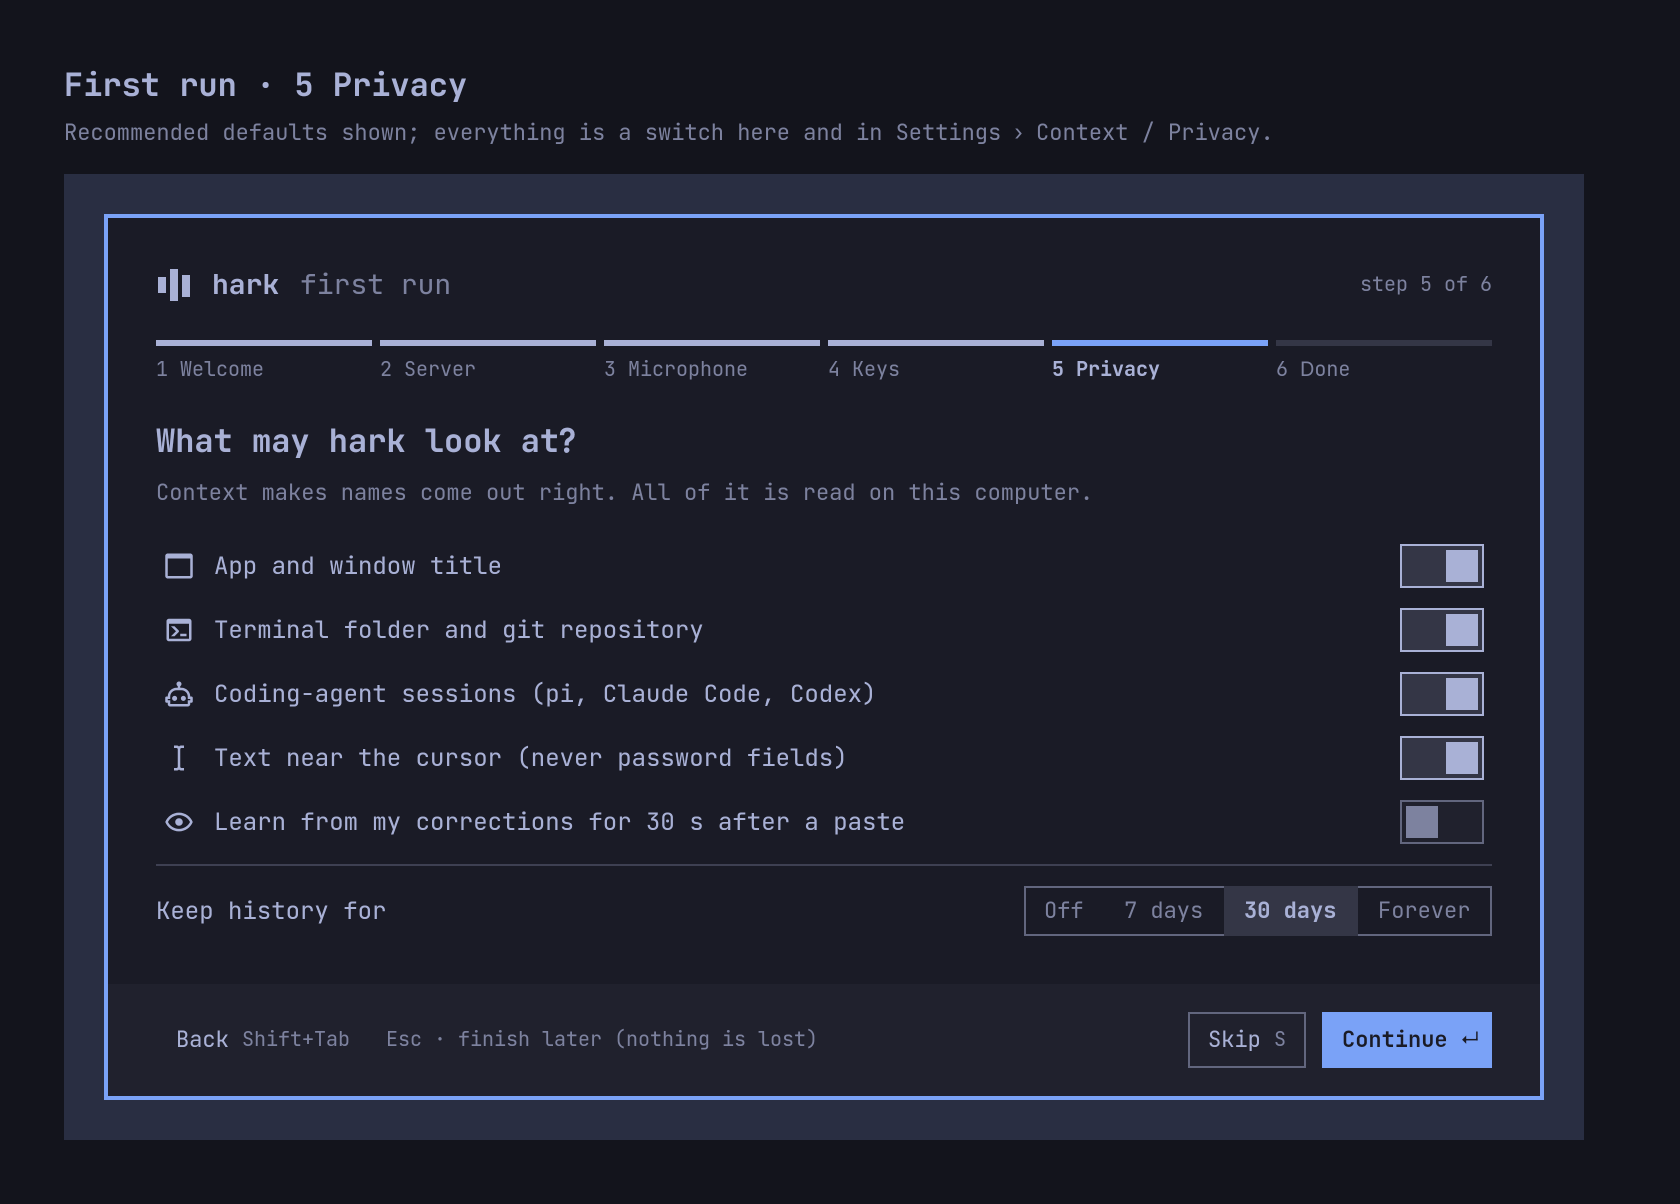 First run · 5 Privacy
Recommended defaults shown; everything is a switch here and in Settings › Context / Privacy.
hark first run
step 5 of 6
1 Welcome
2 Server
3 Microphone
4 Keys
5 Privacy
6 Done
What may hark look at?
Context makes names come out right. All of it is read on this computer.
App and window title
Terminal folder and git repository
Coding-agent sessions (pi, Claude Code, Codex)
Text near the cursor (never password fields)
Learn from my corrections for 30 s after a paste
Keep history for
Off 7 days 30 days Forever
Back Shift+Tab Esc · finish later (nothing is lost)
Skip S
Continue ↵